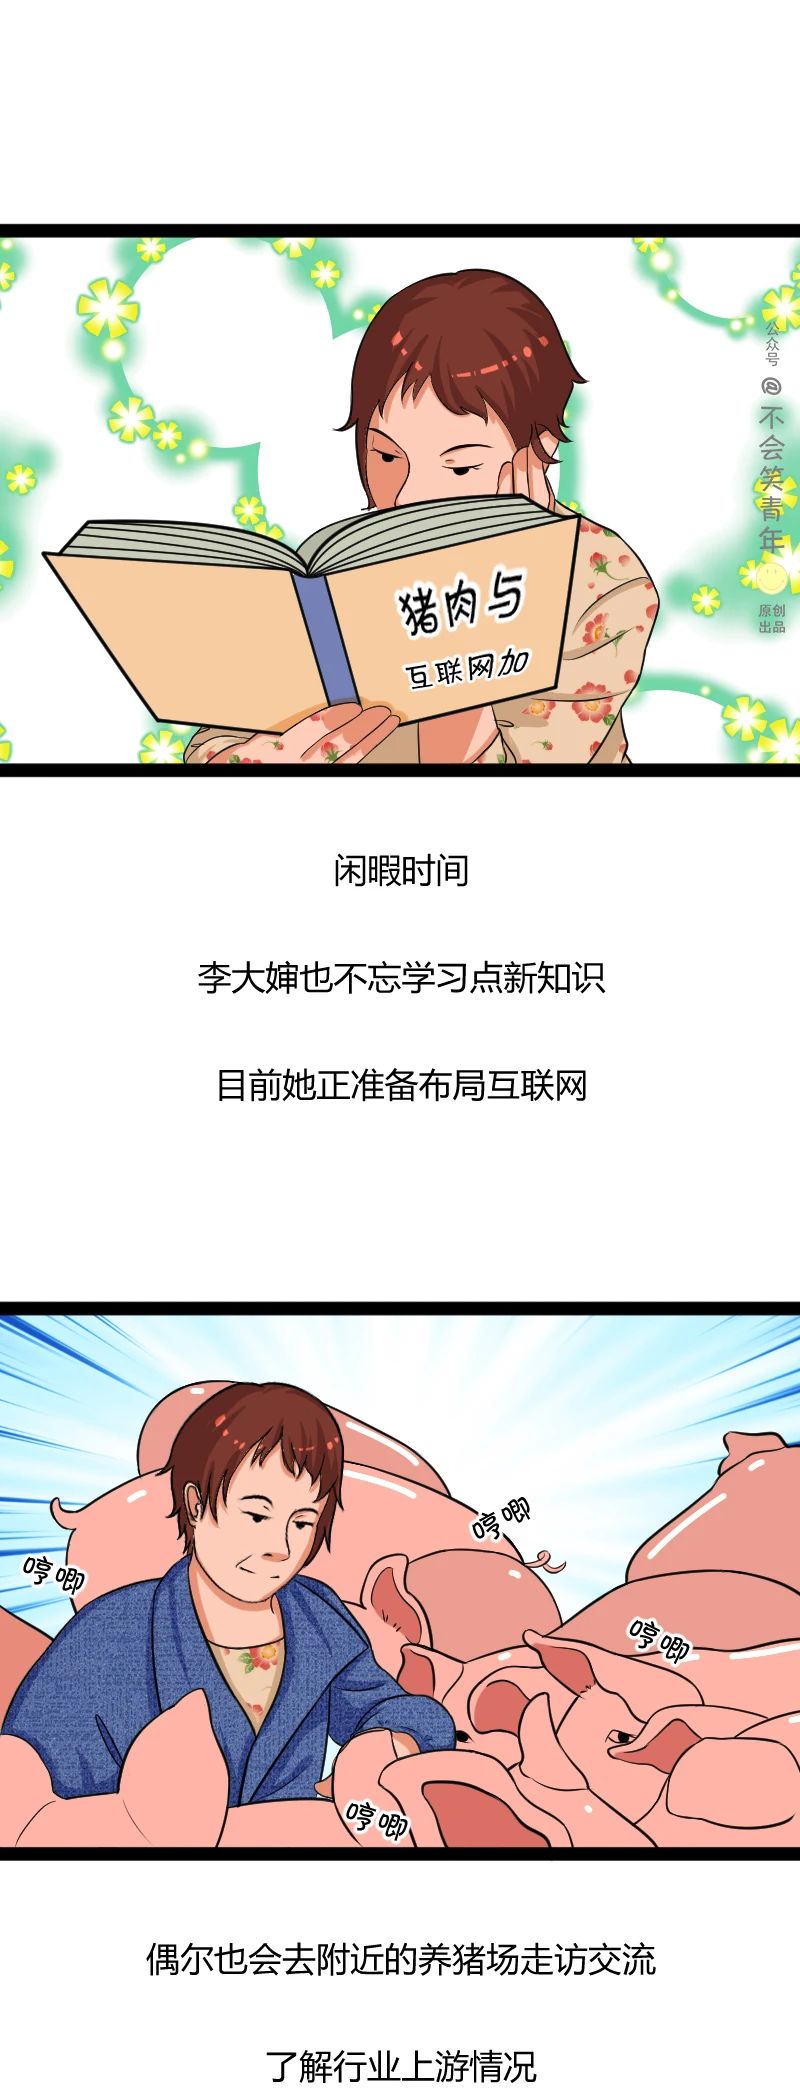 公众号
@不会笑青年
原创
出品
猪肉与
互联网加
闲暇时间
李大婶也不忘学习点新知识
目前她正准备布局互联网
哼唧
哼唧
哼唧
哼唧
偶尔也会去附近的养猪场走访交流
了解行业上游情况